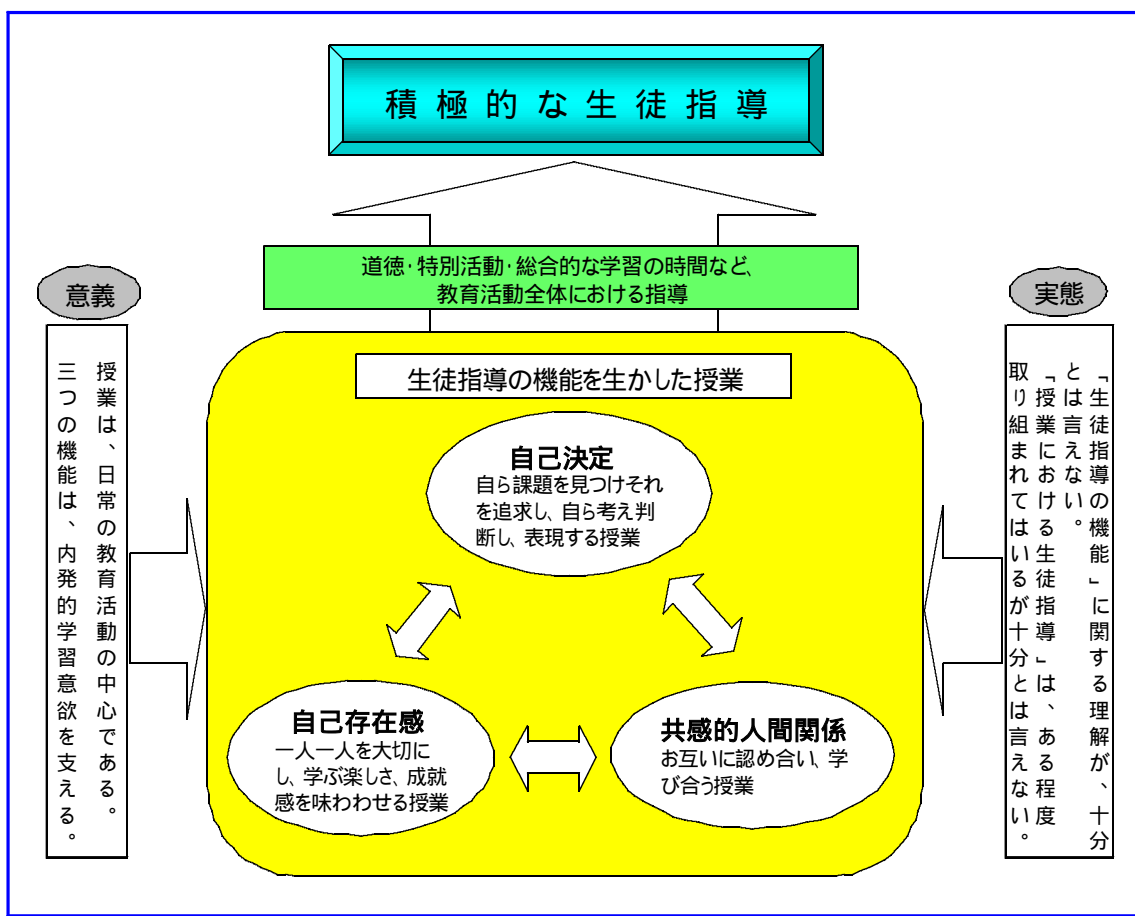 積極的な生徒指導
道徳・特別活動・総合的な学習の時間など、
教育活動全体における指導
意義
授業は、日常の教育活動の中心である。
三つの機能は、内発的学習意欲を支える。
生徒指導の機能を生かした授業
自己決定
自ら課題を見つけそれ
を追求し、自ら考え判
断し、表現する授業
自己存在感
一人一人を大切に
し、学ぶ楽しさ、成就
感を味わわせる授業
共感的人間関係
お互いに認め合い、学
び合う授業
実態
「生徒指導の機能」に関する理解が、十分
とは言えない。
「授業における生徒指導」は、ある程度
取り組まれてはいるが十分とは言えない。